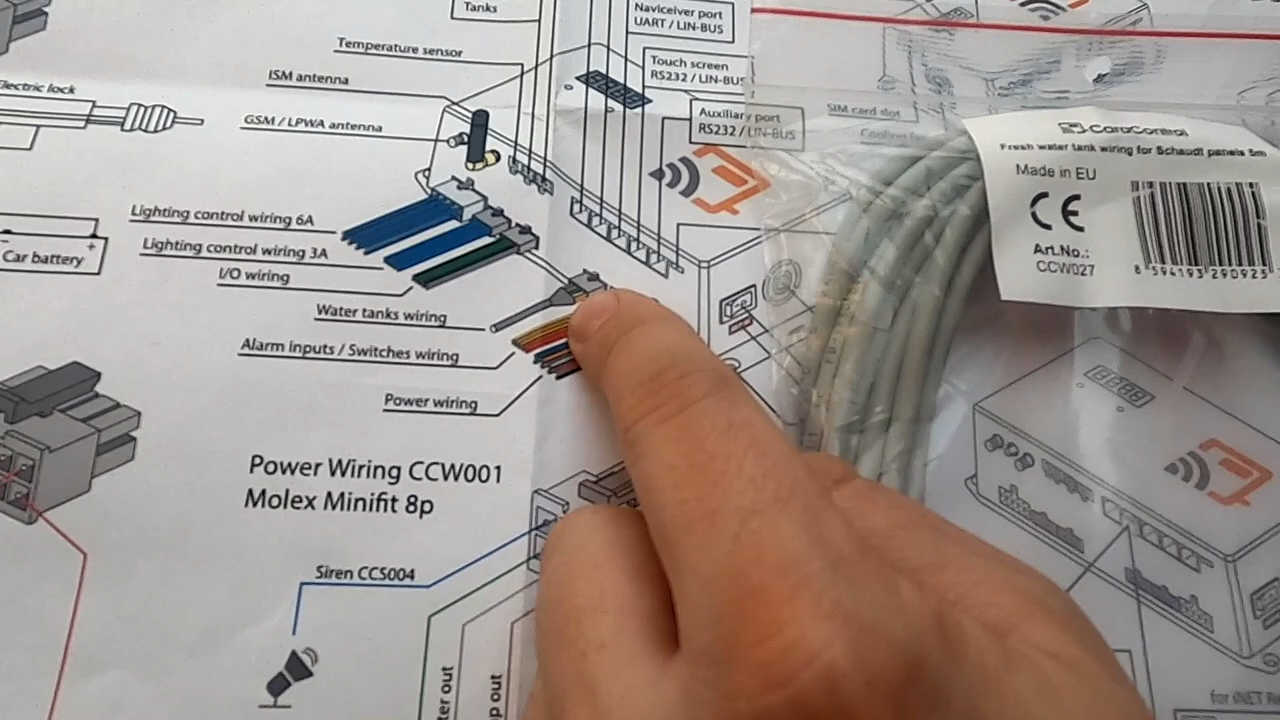 Tanks
Naviceiver port
UART / LIN-BUS
Temperature sensor
Touch screen
RS232 / LIN-BUS
ISM antenna
Electric lock
GSM / LPWA antenna
Auxiliary port
RS232 / LIN-BUS
SIM card slot
CaraControl
Fresh water tank wiring for Schaudt panels 5m
Made in EU
CE
Art.No.:
CCW027
8 594193 290925
Lighting control wiring 6A
Lighting control wiring 3A
I/O wiring
- +
Car battery
Water tanks wiring
Alarm inputs / Switches wiring
Power wiring
Power Wiring CCW001
Molex Minifit 8p
Siren CCS004
ter out
p out